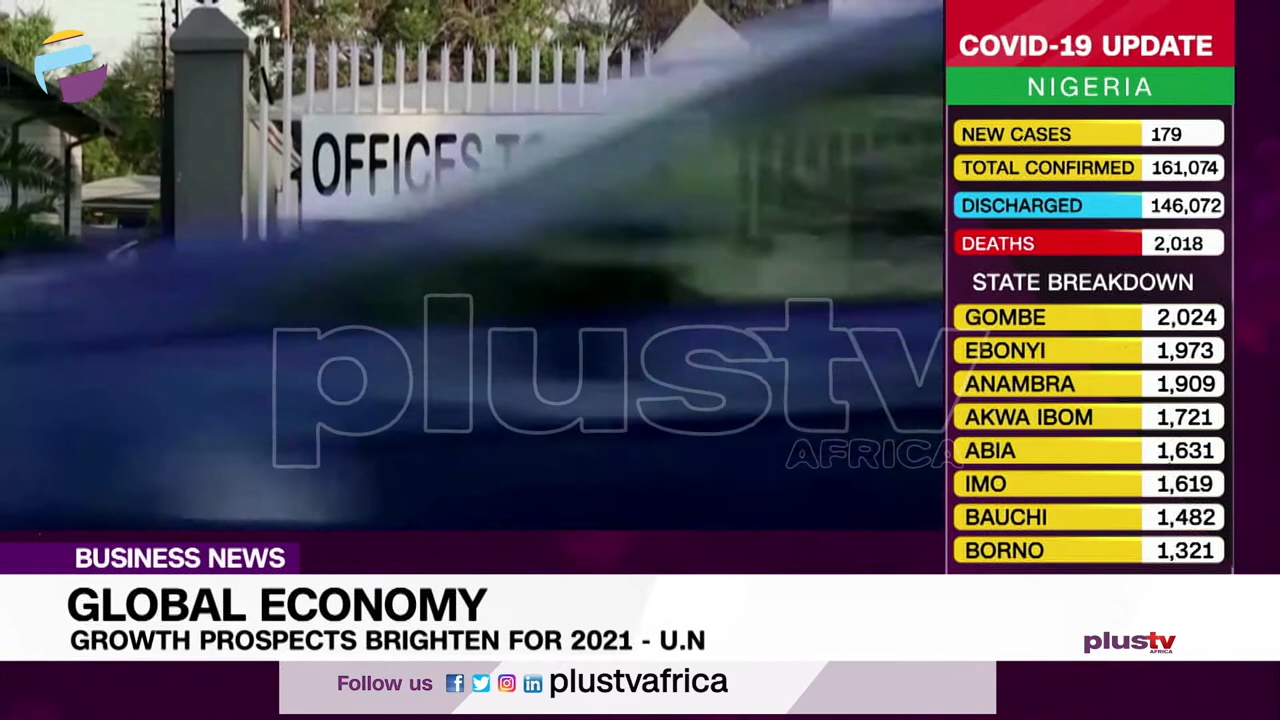 OFFICES
COVID-19 UPDATE
NIGERIA
NEW CASES 179
TOTAL CONFIRMED 161,074
DISCHARGED 146,072
DEATHS 2,018
STATE BREAKDOWN
GOMBE 2,024
EBONYI 1,973
ANAMBRA 1,909
AKWA IBOM 1,721
ABIA 1,631
IMO 1,619
BAUCHI 1,482
BORNO 1,321
plustv
AFRICA
BUSINESS NEWS
GLOBAL ECONOMY
GROWTH PROSPECTS BRIGHTEN FOR 2021 - U.N
plustv
AFRICA
Follow us plustvafrica